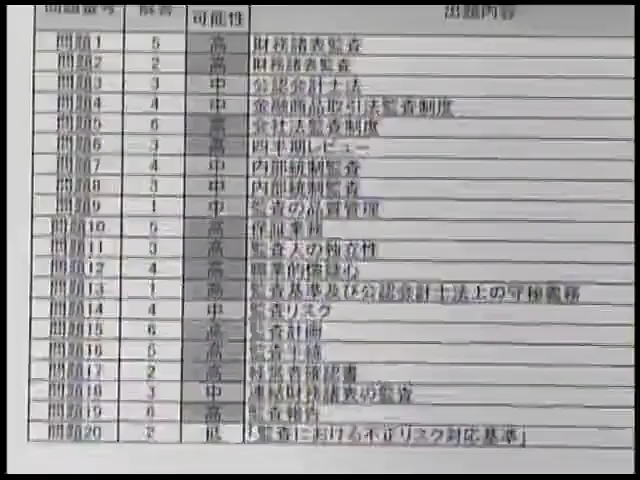 問題番号 解答 可能性 出題内容
問題1 5 高 財務諸表監査
問題2 2 高 財務諸表監査
問題3 3 中 公認会計士法
問題4 4 中 金融商品取引法監査制度
問題5 6 高 会社法監査制度
問題6 3 高 四半期レビュー
問題7 4 中 内部統制監査
問題8 3 中 内部統制監査
問題9 1 中 監査の品質管理
問題10 5 高 保証業務
問題11 3 高 監査人の独立性
問題12 4 高 職業的懐疑心
問題13 1 高 監査基準及び公認会計士法上の守秘義務
問題14 4 中 監査リスク
問題15 6 高 監査計画
問題16 5 高 監査
問題17 2 高 経営者確認書
問題18 3 中 連結財務諸表の監査
問題19 6 高 監査報告
問題20 2 低 「監査における不正リスク対応基準」